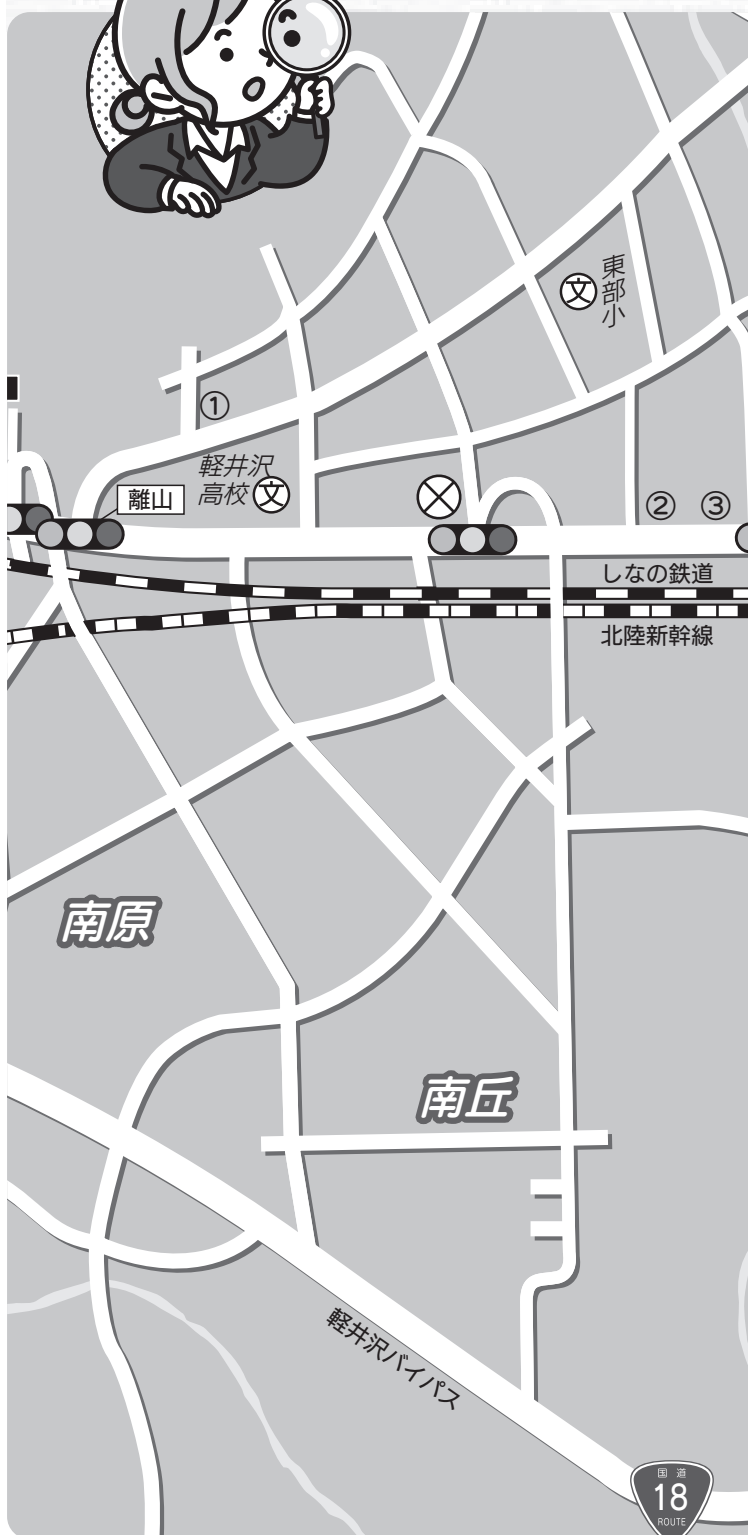 東部小
文
①
軽井沢
高校
文
離山
②
③
しなの鉄道
北陸新幹線
南原
南丘
軽井沢バイパス
国道
18
ROUTE